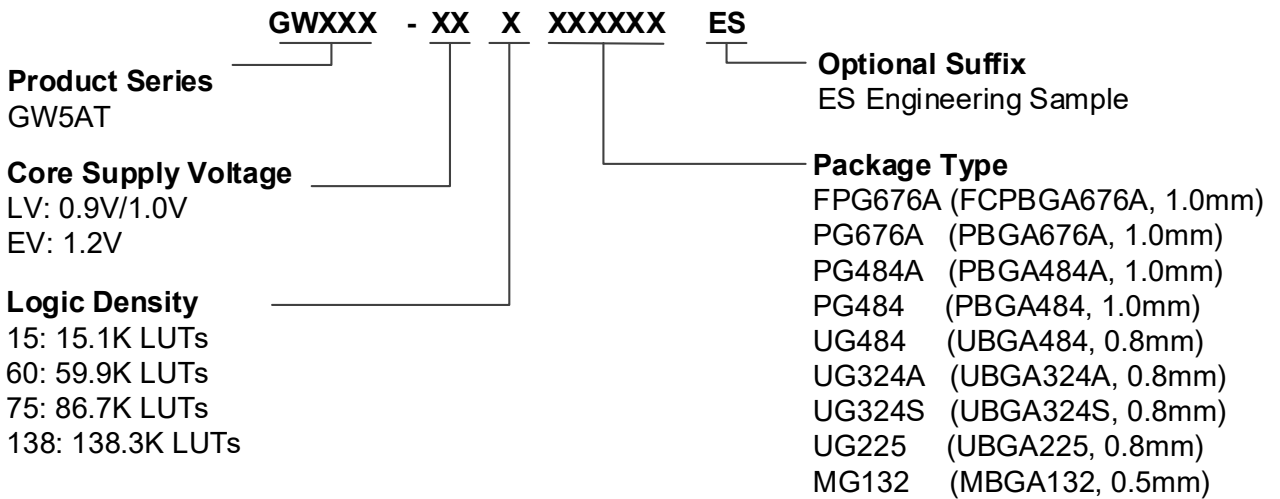 GWXXX - XX X XXXXXX ES
Product Series
GW5AT
Core Supply Voltage
LV: 0.9V/1.0V
EV: 1.2V
Logic Density
15: 15.1K LUTs
60: 59.9K LUTs
75: 86.7K LUTs
138: 138.3K LUTs
Optional Suffix
ES Engineering Sample
Package Type
FPG676A (FCPBGA676A, 1.0mm)
PG676A (PBGA676A, 1.0mm)
PG484A (PBGA484A, 1.0mm)
PG484 (PBGA484, 1.0mm)
UG484 (UBGA484, 0.8mm)
UG324A (UBGA324A, 0.8mm)
UG324S (UBGA324S, 0.8mm)
UG225 (UBGA225, 0.8mm)
MG132 (MBGA132, 0.5mm)